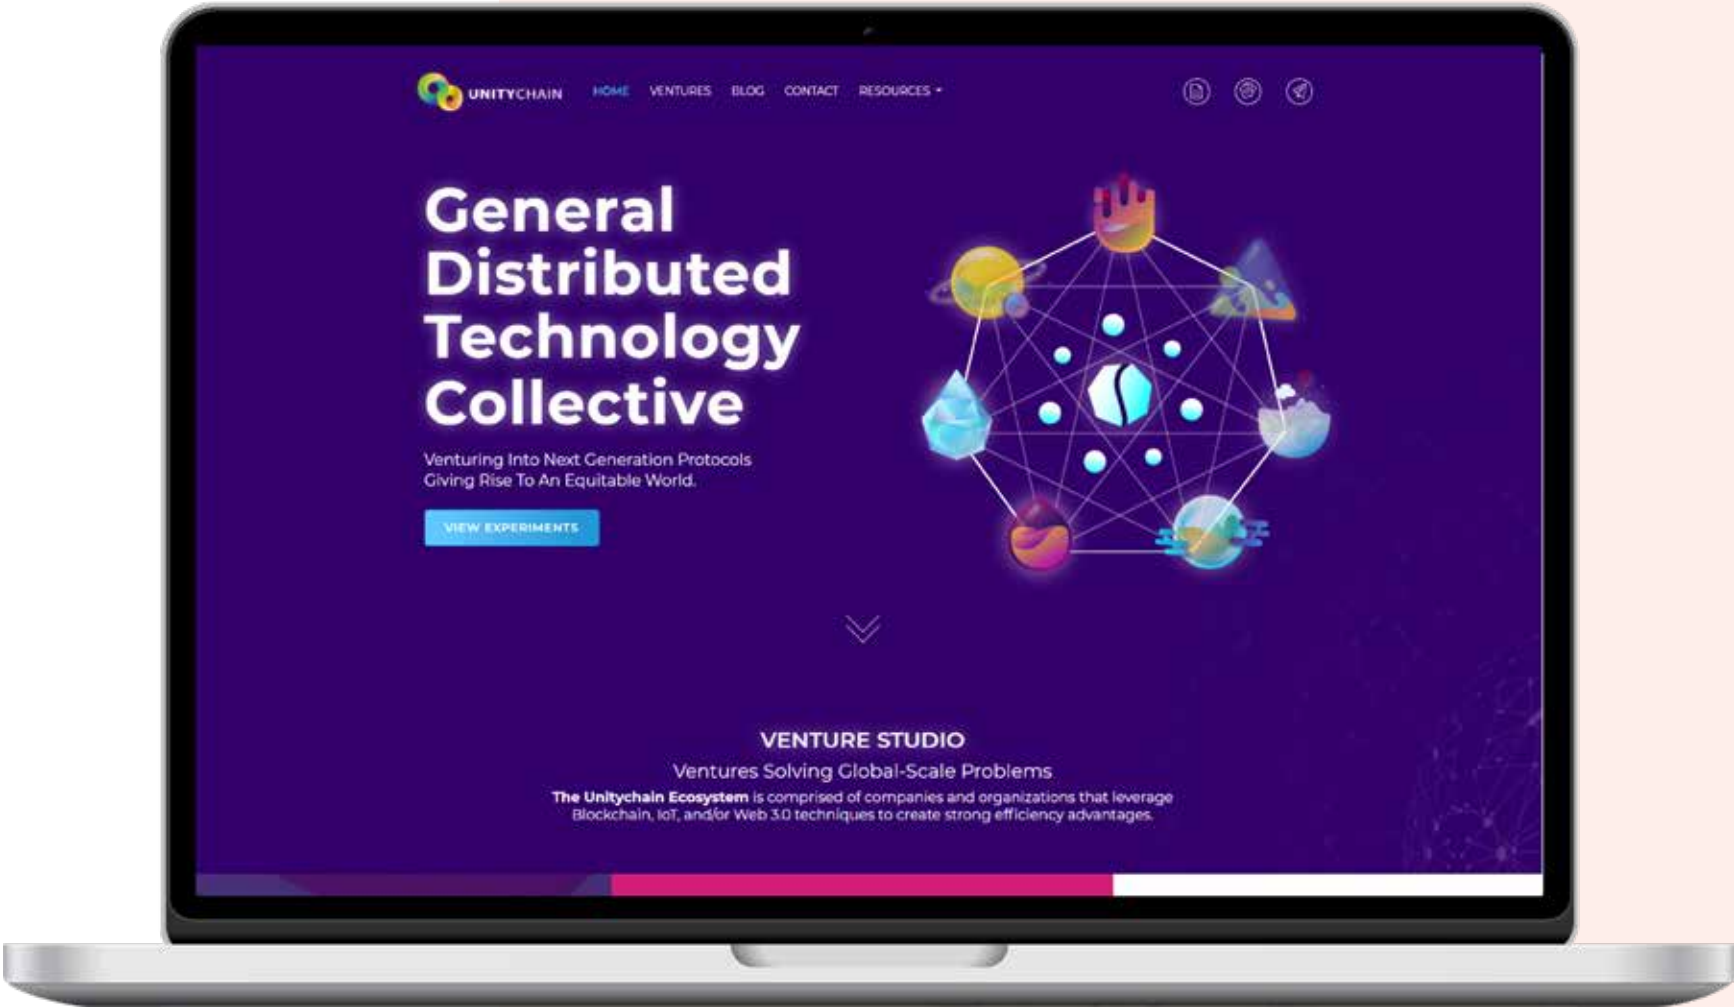 UNITYCHAIN HOME VENTURES BLOG CONTACT RESOURCES
General
Distributed
Technology
Collective
Venturing Into Next Generation Protocols
Giving Rise To An Equitable World.
VIEW EXPERIMENTS
VENTURE STUDIO
Ventures Solving Global-Scale Problems
The Unitychain Ecosystem is comprised of companies and organizations that leverage
Blockchain, IoT, and/or Web 3.0 techniques to create strong efficiency advantages.